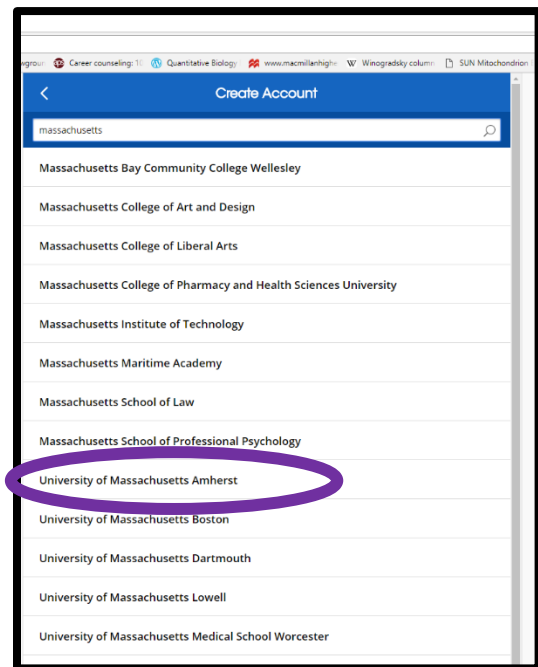 wgroun Career counseling: 10 Quantitative Biology www.macmillanhighe Winogradsky column SUN Mitochondrion
Create Account
massachusetts
Massachusetts Bay Community College Wellesley
Massachusetts College of Art and Design
Massachusetts College of Liberal Arts
Massachusetts College of Pharmacy and Health Sciences University
Massachusetts Institute of Technology
Massachusetts Maritime Academy
Massachusetts School of Law
Massachusetts School of Professional Psychology
University of Massachusetts Amherst
University of Massachusetts Boston
University of Massachusetts Dartmouth
University of Massachusetts Lowell
University of Massachusetts Medical School Worcester